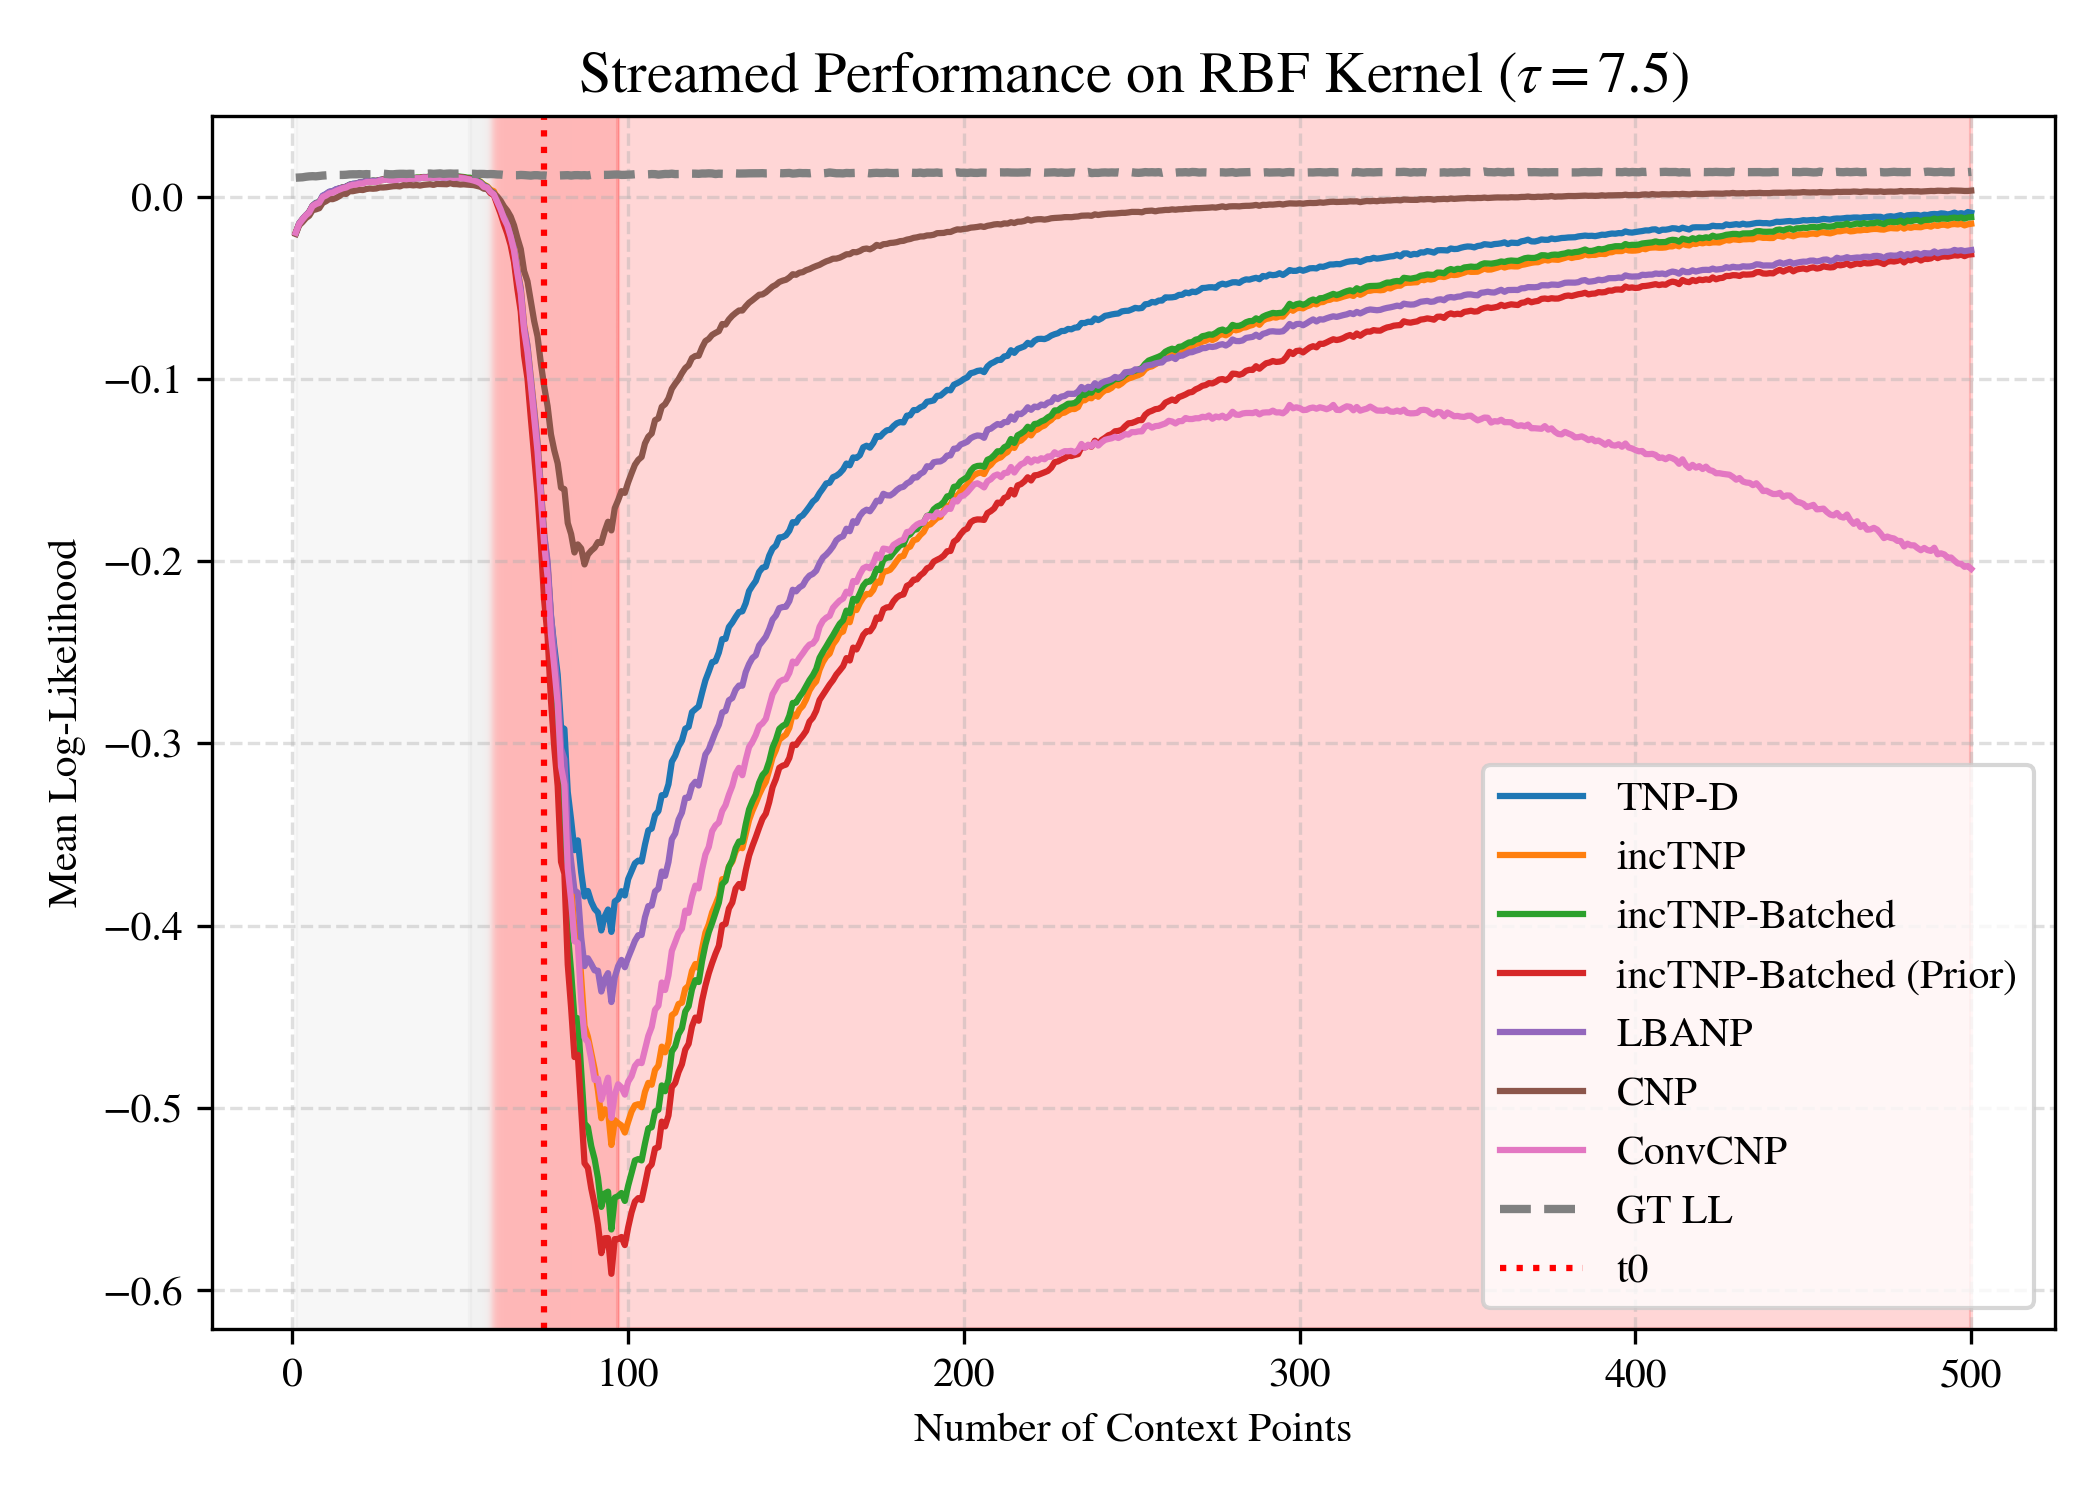 Streamed Performance on RBF Kernel (τ = 7.5)
Mean Log-Likelihood
0.0
−0.1
−0.2
−0.3
−0.4
−0.5
−0.6
0 100 200 300 400 500
Number of Context Points
TNP-D
incTNP
incTNP-Batched
incTNP-Batched (Prior)
LBANP
CNP
ConvCNP
GT LL
t0